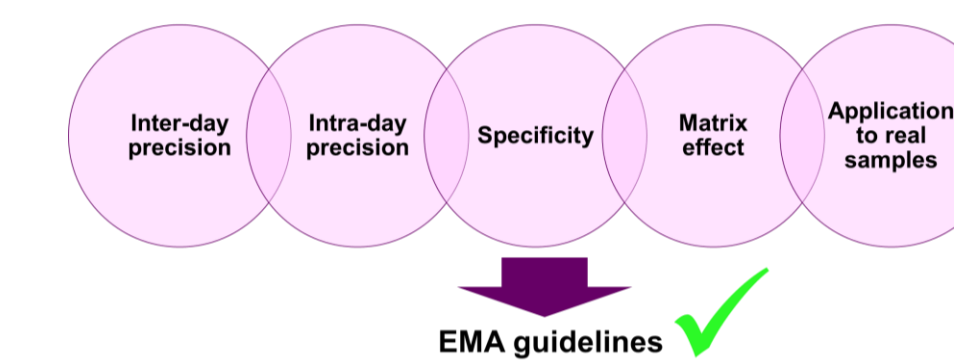 Inter-day
precision
Intra-day
precision
Specificity
Matrix
effect
Application
to real
samples
EMA guidelines